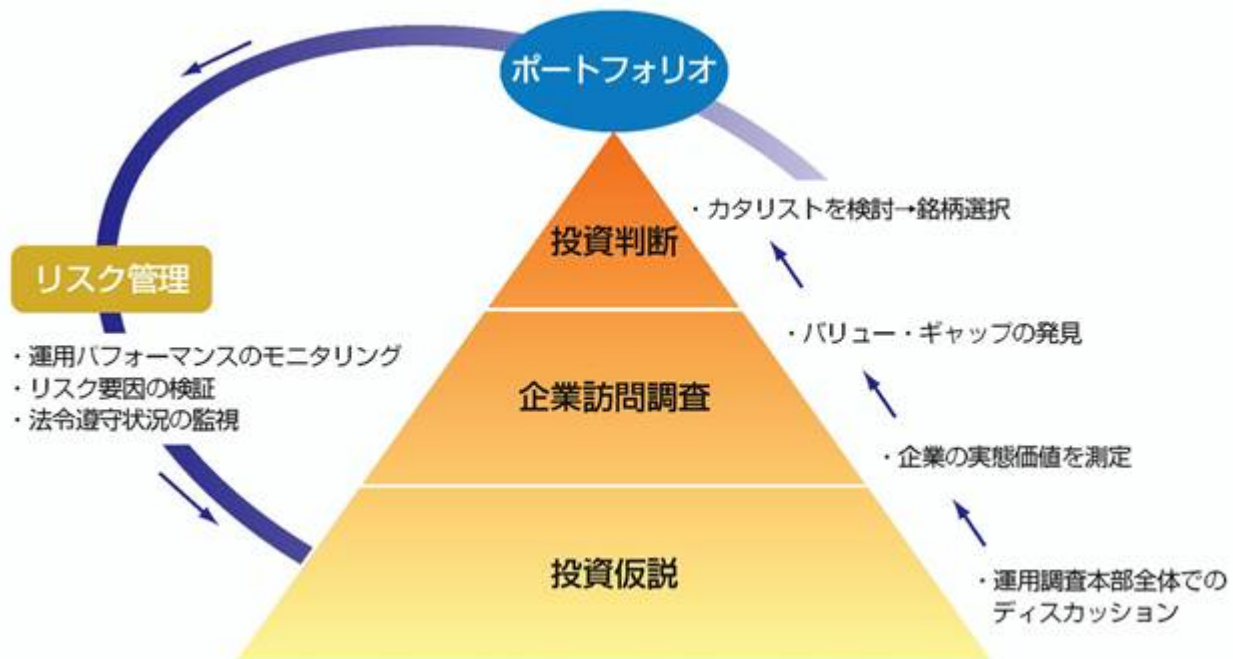 ポートフォリオ
・カタリストを検討→銘柄選択
投資判断
リスク管理
・バリュー・ギャップの発見
・運用パフォーマンスのモニタリング
・リスク要因の検証
・法令遵守状況の監視
企業訪問調査
・企業の実態価値を測定
投資仮説
・運用調査本部全体での
ディスカッション